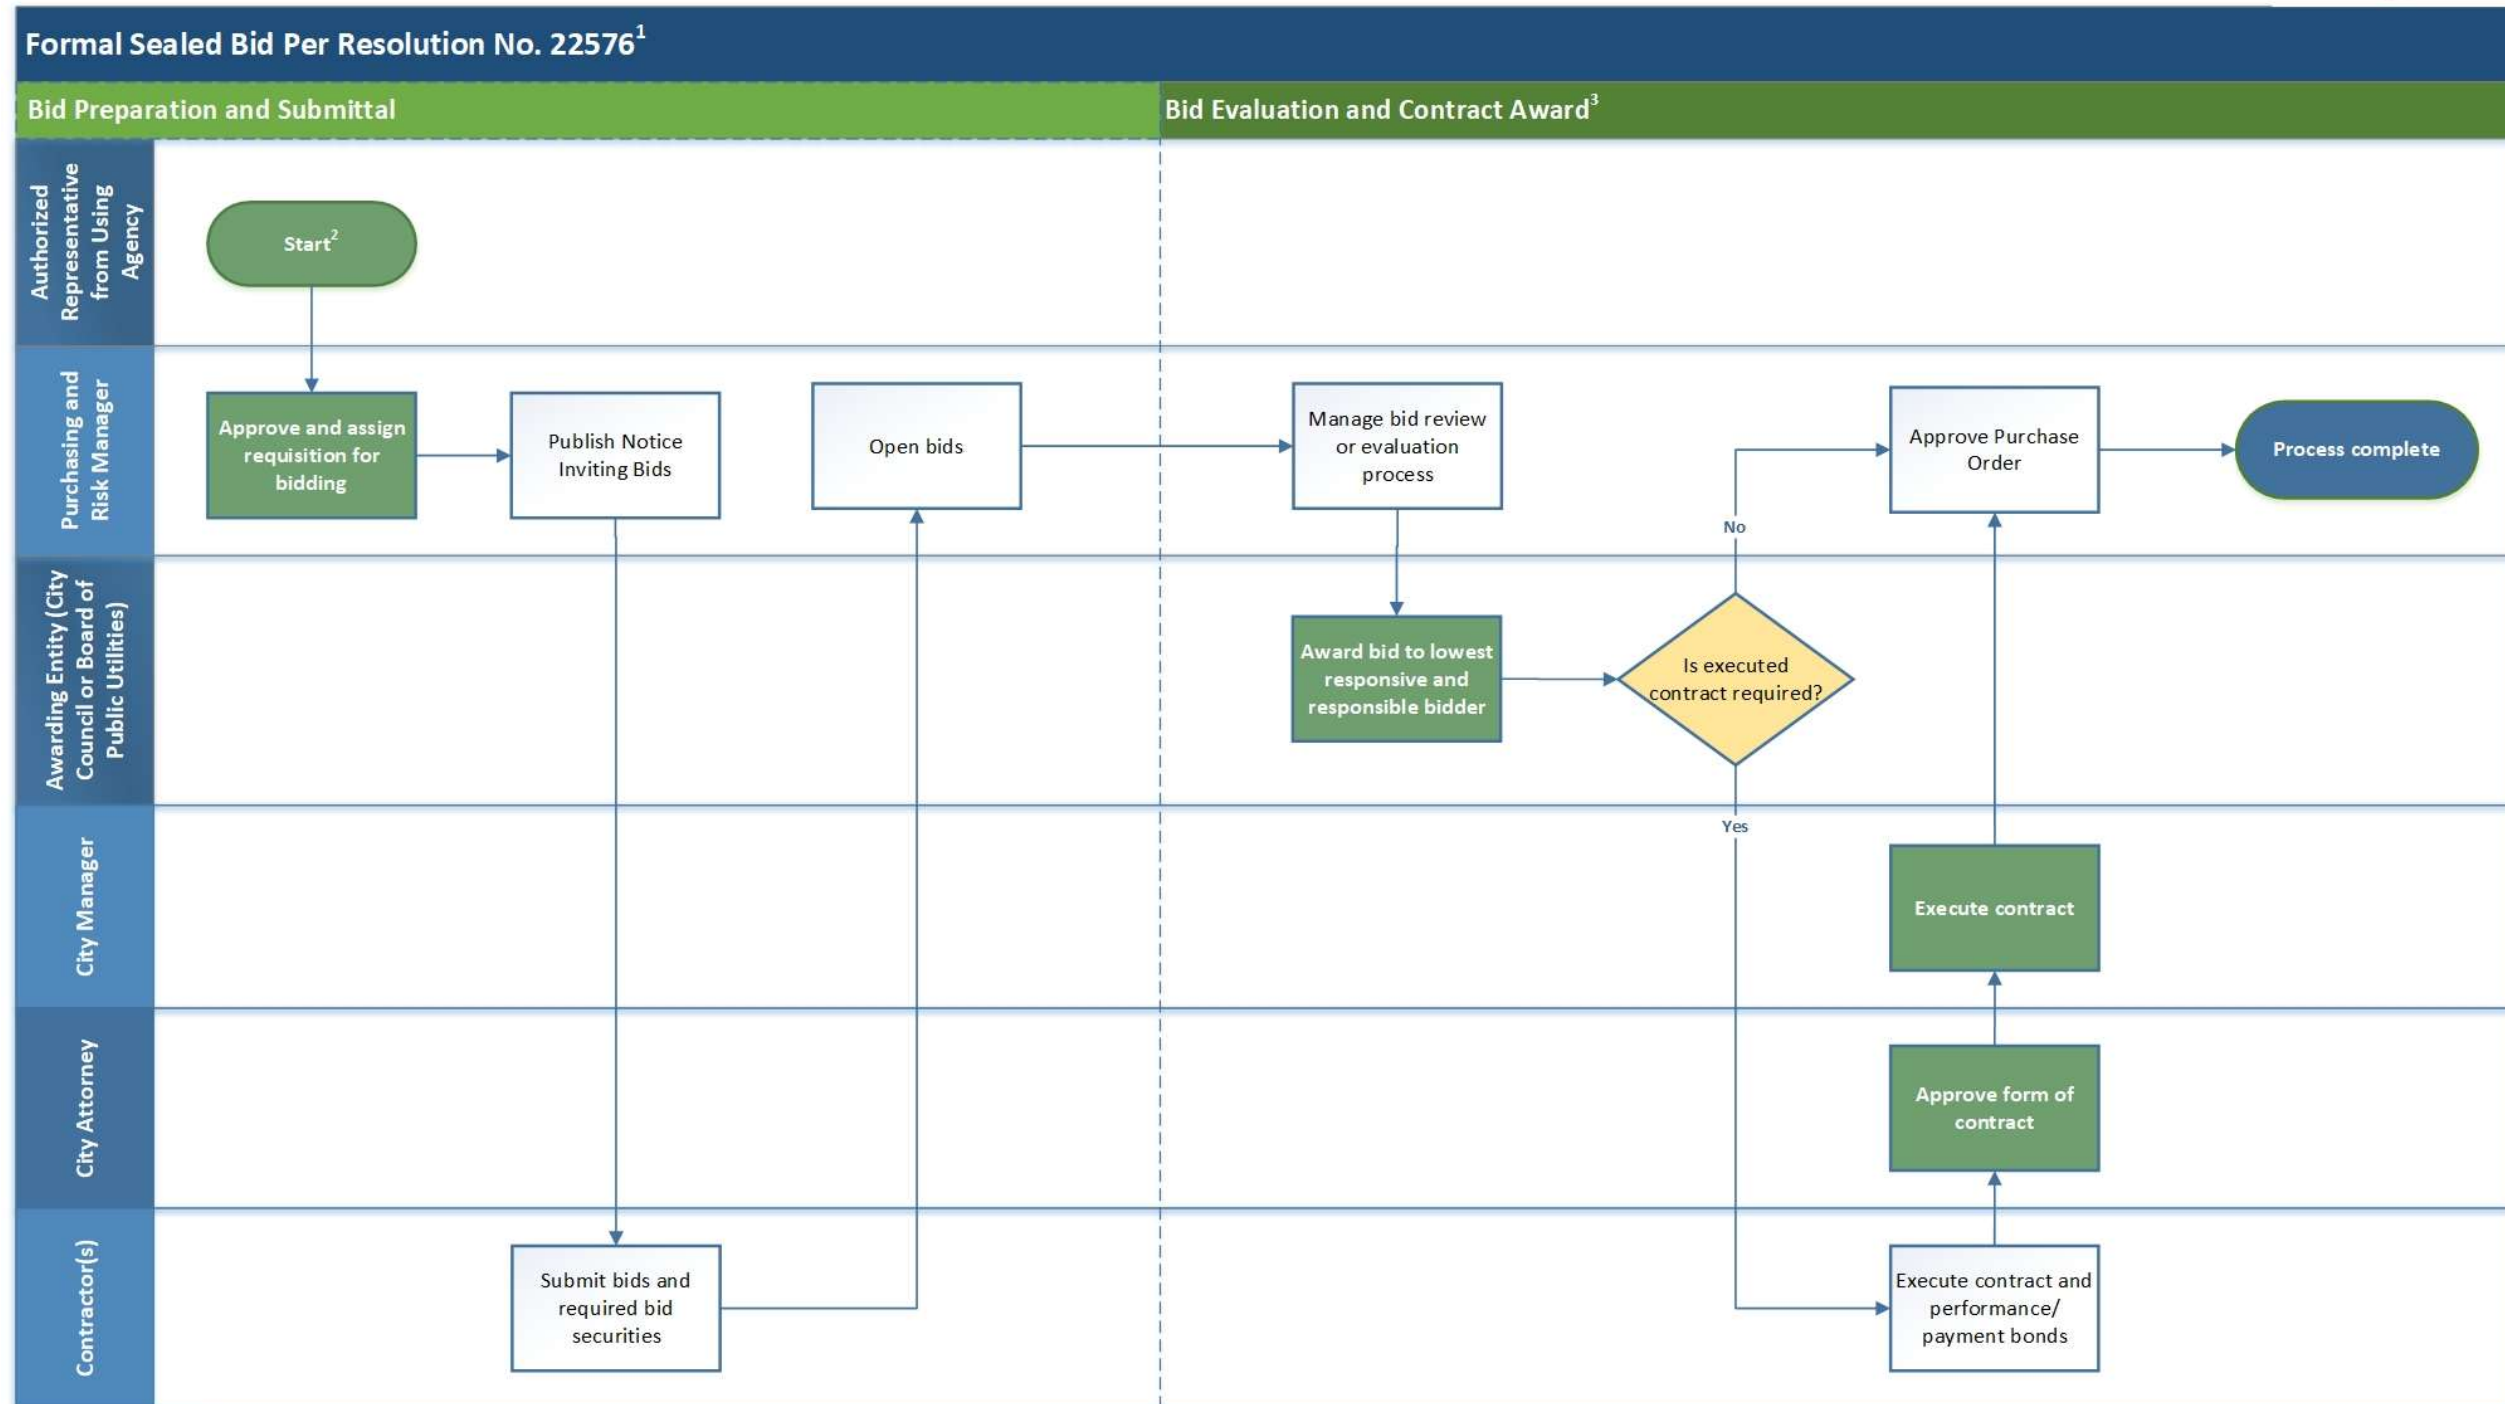 Formal Sealed Bid Per Resolution No. 22576¹
Bid Preparation and Submittal
Bid Evaluation and Contract Award³
Authorized
Representative
from Using
Agency
Start²
Purchasing and
Risk Manager
Approve and assign
requisition for
bidding
Publish Notice
Inviting Bids
Open bids
Manage bid review
or evaluation
process
Approve Purchase
Order
Process complete
No
Awarding Entity (City
Council or Board of
Public Utilities)
Award bid to lowest
responsive and
responsible bidder
Is executed
contract required?
Yes
City Manager
Execute contract
City Attorney
Approve form of
contract
Contractor(s)
Submit bids and
required bid
securities
Execute contract and
performance/
payment bonds